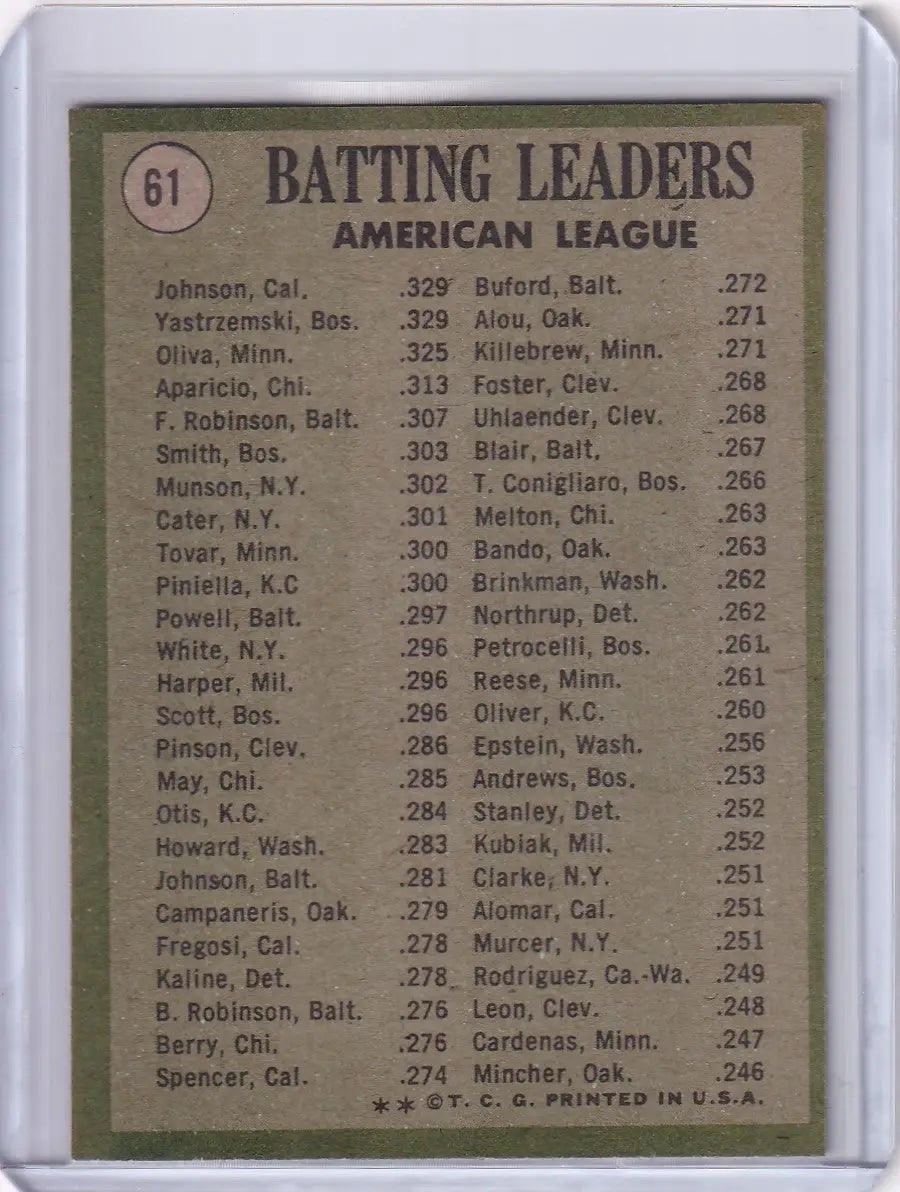 61
BATTING LEADERS
AMERICAN LEAGUE
Johnson, Cal. .329 Buford, Balt. .272
Yastrzemski, Bos. .329 Alou, Oak. .271
Oliva, Minn. .325 Killebrew, Minn. .271
Aparicio, Chi. .313 Foster, Clev. .268
F. Robinson, Balt. .307 Uhlaender, Clev. .268
Smith, Bos. .303 Blair, Balt. .267
Munson, N.Y. .302 T. Conigliaro, Bos. .266
Cater, N.Y. .301 Melton, Chi. .263
Tovar, Minn. .300 Bando, Oak. .263
Piniella, K.C .300 Brinkman, Wash. .262
Powell, Balt. .297 Northrup, Det. .262
White, N.Y. .296 Petrocelli, Bos. .261
Harper, Mil. .296 Reese, Minn. .261
Scott, Bos. .296 Oliver, K.C. .260
Pinson, Clev. .286 Epstein, Wash. .256
May, Chi. .285 Andrews, Bos. .253
Otis, K.C. .284 Stanley, Det. .252
Howard, Wash. .283 Kubiak, Mil. .252
Johnson, Balt. .281 Clarke, N.Y. .251
Campaneris, Oak. .279 Alomar, Cal. .251
Fregosi, Cal. .278 Murcer, N.Y. .251
Kaline, Det. .278 Rodriguez, Ca.-Wa. .249
B. Robinson, Balt. .276 Leon, Clev. .248
Berry, Chi. .276 Cardenas, Minn. .247
Spencer, Cal. .274 Mincher, Oak. .246
** ©T. C. G. PRINTED IN U.S.A.